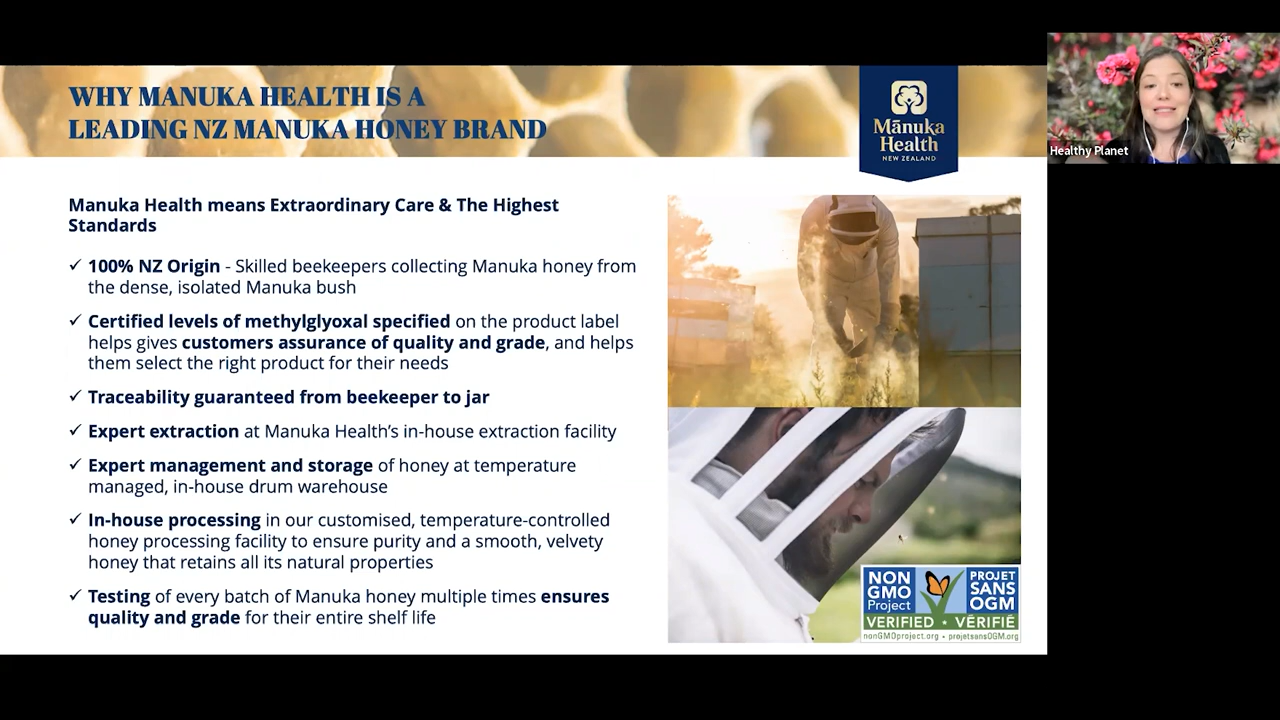 WHY MANUKA HEALTH IS A
LEADING NZ MANUKA HONEY BRAND
Mānuka
Health
NEW ZEALAND
Healthy Planet
Manuka Health means Extraordinary Care & The Highest
Standards
✓ 100% NZ Origin - Skilled beekeepers collecting Manuka honey from
the dense, isolated Manuka bush
✓ Certified levels of methylglyoxal specified on the product label
helps gives customers assurance of quality and grade, and helps
them select the right product for their needs
✓ Traceability guaranteed from beekeeper to jar
✓ Expert extraction at Manuka Health's in-house extraction facility
✓ Expert management and storage of honey at temperature
managed, in-house drum warehouse
✓ In-house processing in our customised, temperature-controlled
honey processing facility to ensure purity and a smooth, velvety
honey that retains all its natural properties
✓ Testing of every batch of Manuka honey multiple times ensures
quality and grade for their entire shelf life
NON
GMO
Project
PROJET
SANS
OGM
VERIFIED • VÉRIFIÉ
nonGMOproject.org • projetsansOGM.org